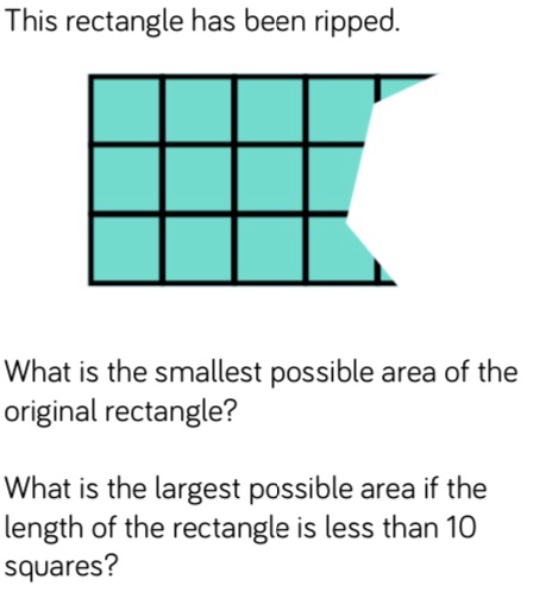 This rectangle has been ripped.
What is the smallest possible area of the
original rectangle?
What is the largest possible area if the
length of the rectangle is less than 10
squares?